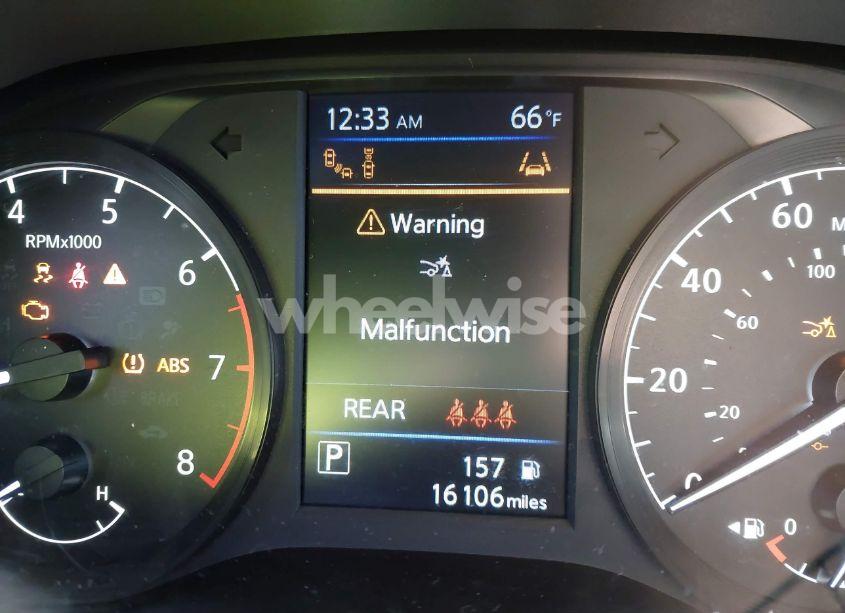 12:33 AM 66°F
4 5 6 7 8
RPMx1000
ABS
H
Warning
Malfunction
REAR
P
157
16106 miles
wheelwise
60
100
40
60
20
20
0
0